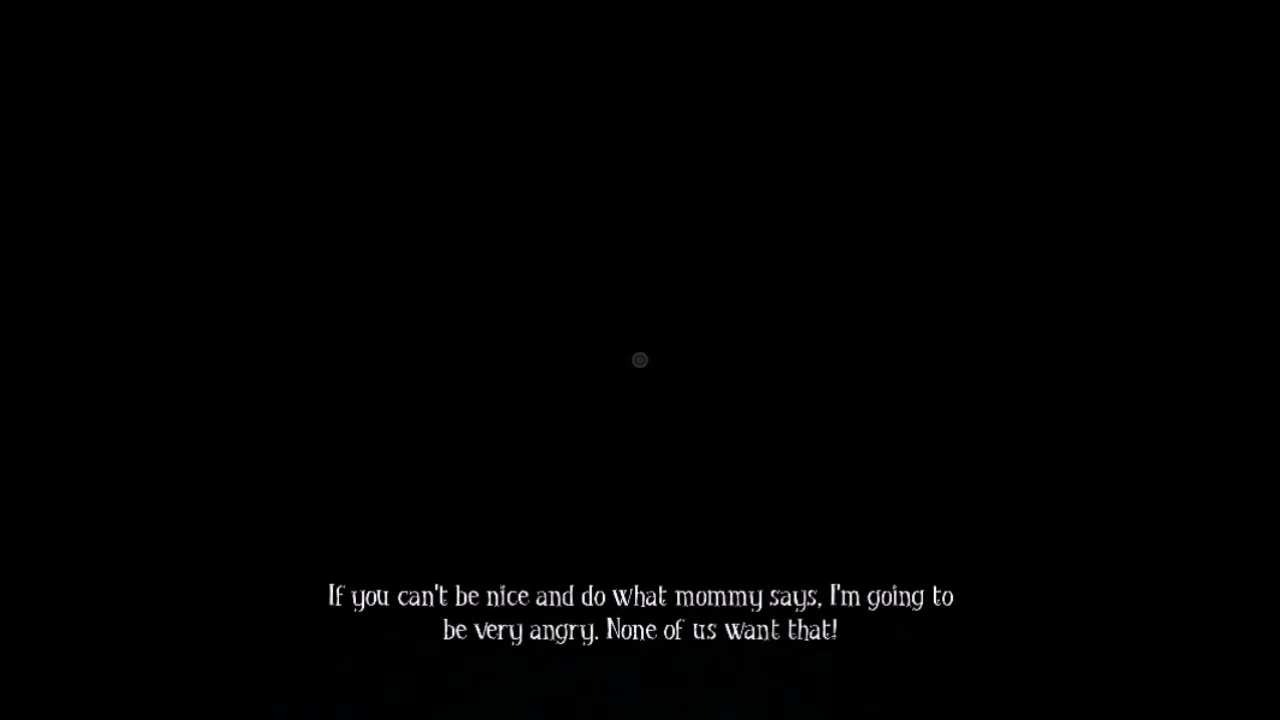 If you can't be nice and do what mommy says, I'm going to
be very angry. None of us want that!